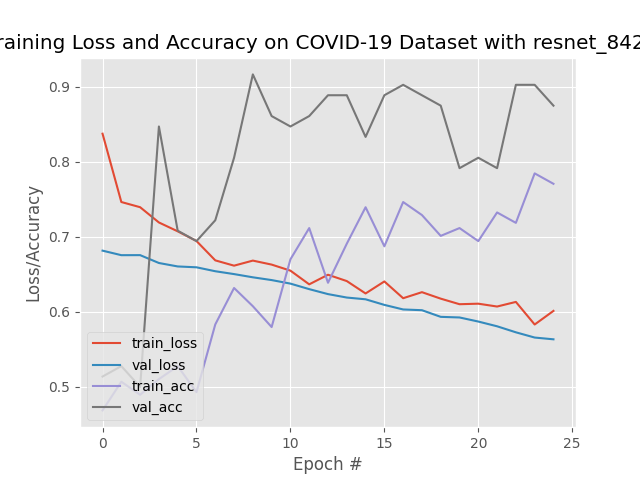 raining Loss and Accuracy on COVID-19 Dataset with resnet_842
Loss/Accuracy
0.9
0.8
0.7
0.6
0.5
train_loss
val_loss
train_acc
val_acc
0 5 10 15 20 25
Epoch #